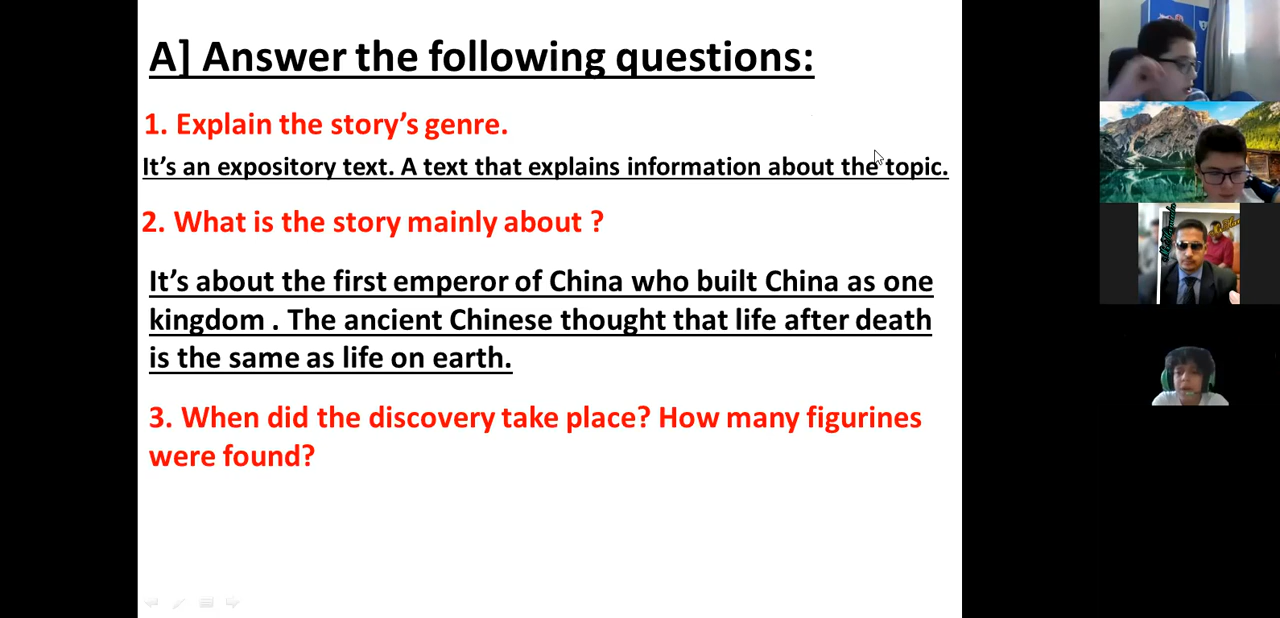 A] Answer the following questions:
1. Explain the story's genre.
It's an expository text. A text that explains information about the topic.
2. What is the story mainly about ?
It's about the first emperor of China who built China as one
kingdom . The ancient Chinese thought that life after death
is the same as life on earth.
3. When did the discovery take place? How many figurines
were found?